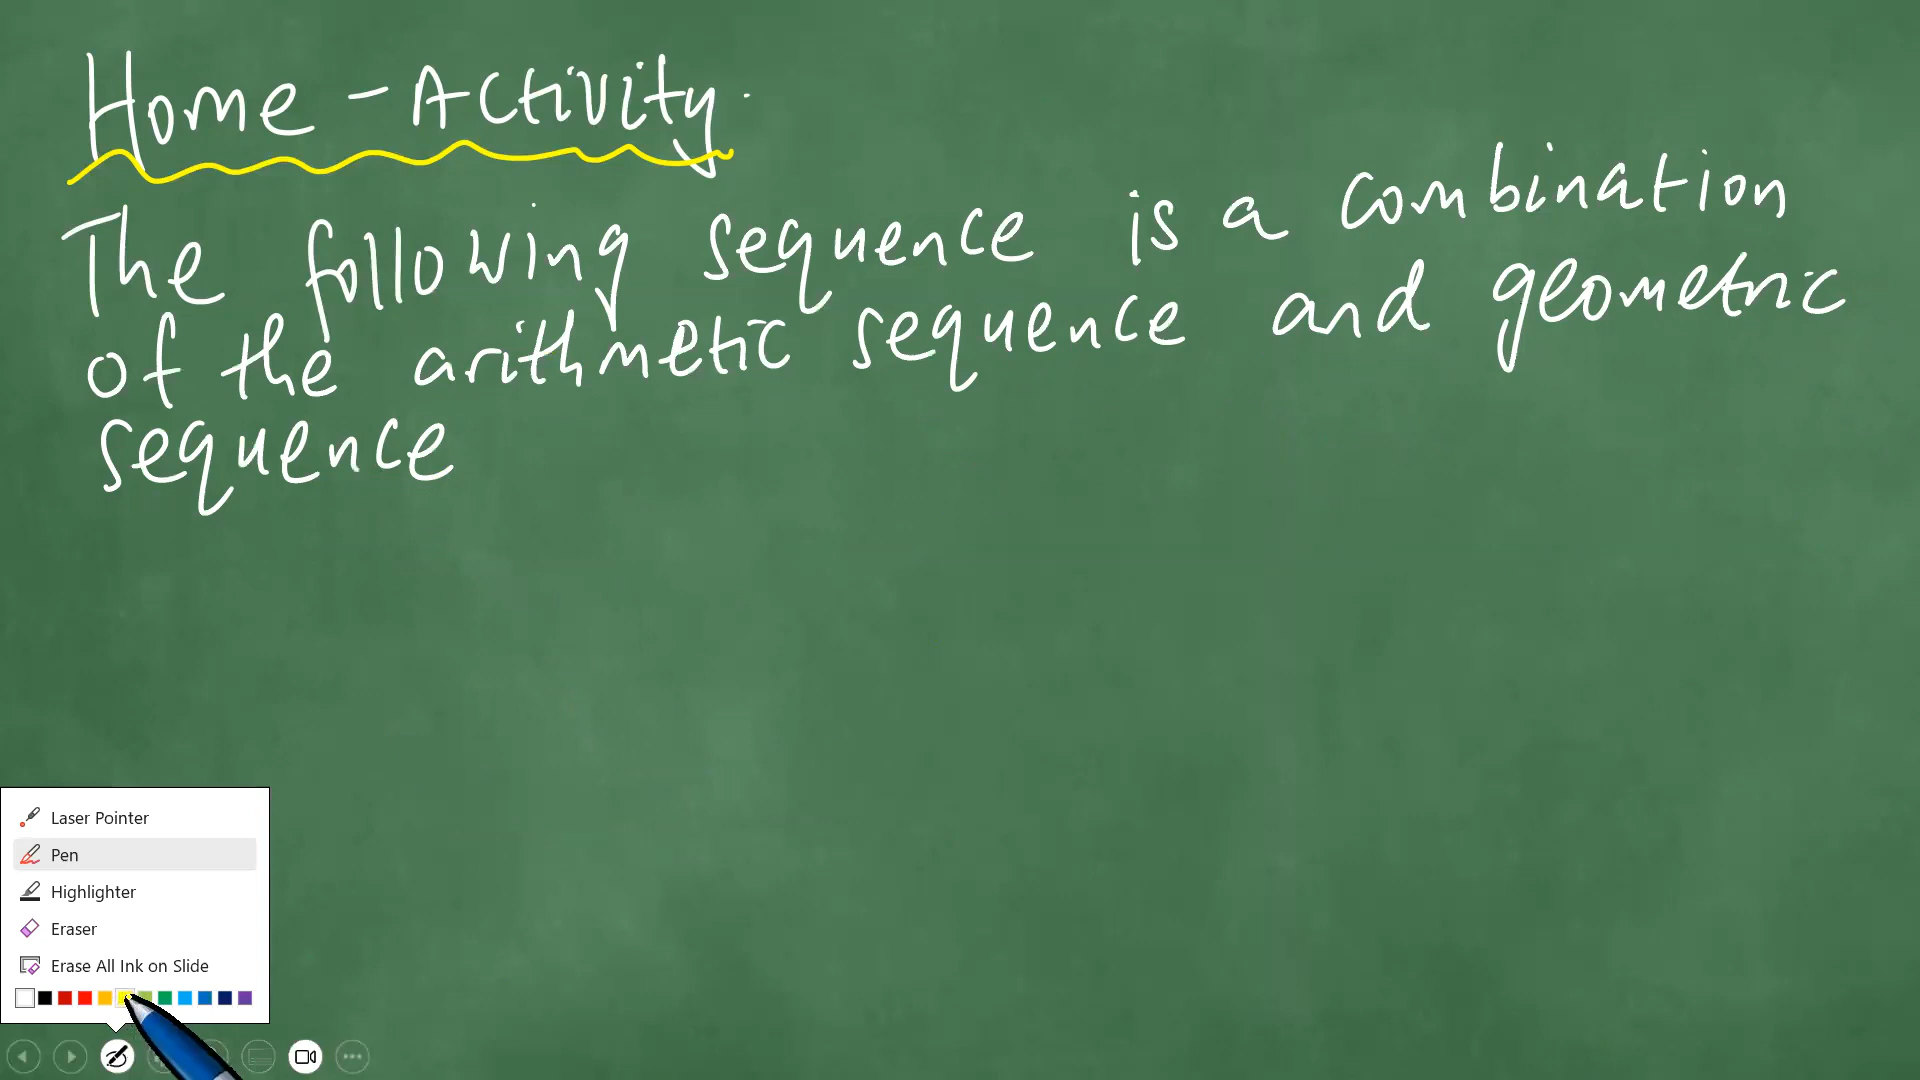 Home - Activity.
The following sequence is a combination
of the arithmetic sequence and geometric
sequence
Laser Pointer
Pen
Highlighter
Eraser
Erase All Ink on Slide